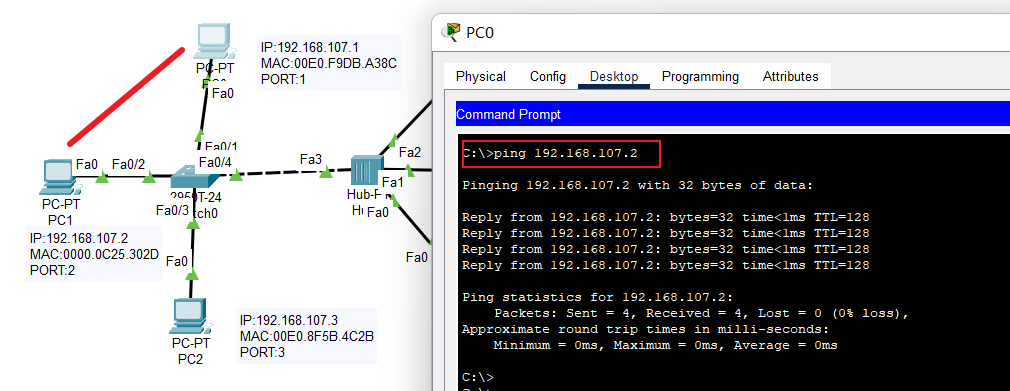 PC-PT
Fa0
IP:192.168.107.1
MAC:00E0.F9DB.A38C
PORT:1
Fa0/1
Fa0
Fa0/2
Fa0/4
Fa3
Fa2
Fa1
Fa0
Fa0
PC-PT
PC1
IP:192.168.107.2
MAC:0000.0C25.302D
PORT:2
Fa0/3
Fa0
PC-PT
PC2
IP:192.168.107.3
MAC:00E0.8F5B.4C2B
PORT:3
PC0
Physical Config Desktop Programming Attributes
Command Prompt
C:\>ping 192.168.107.2
Pinging 192.168.107.2 with 32 bytes of data:
Reply from 192.168.107.2: bytes=32 time<1ms TTL=128
Reply from 192.168.107.2: bytes=32 time<1ms TTL=128
Reply from 192.168.107.2: bytes=32 time<1ms TTL=128
Reply from 192.168.107.2: bytes=32 time<1ms TTL=128
Ping statistics for 192.168.107.2:
Packets: Sent = 4, Received = 4, Lost = 0 (0% loss),
Approximate round trip times in milli-seconds:
Minimum = 0ms, Maximum = 0ms, Average = 0ms
C:\>